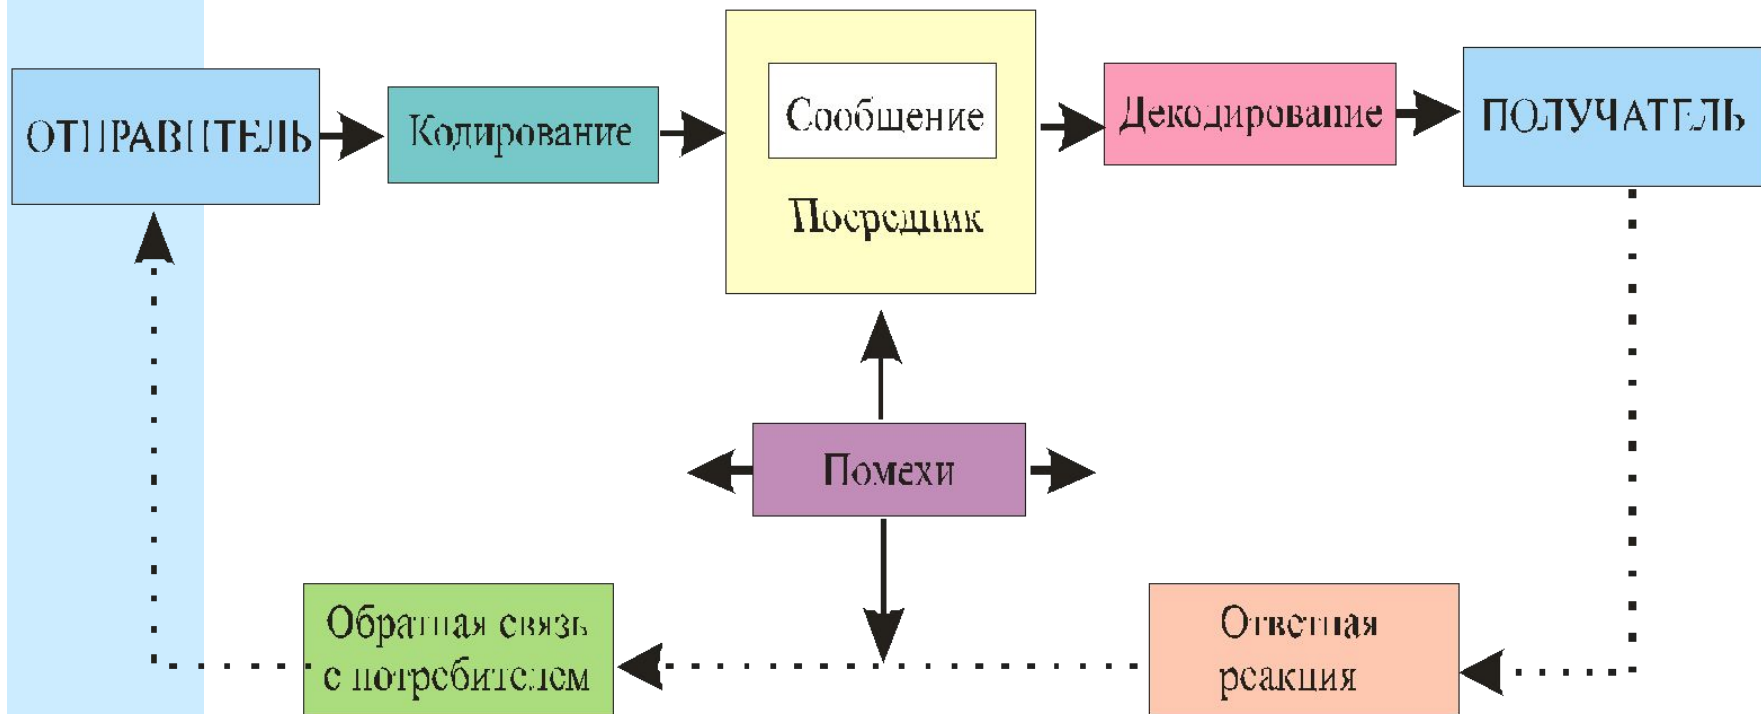 ОТПРАВИТЕЛЬ
Кодирование
Сообщение
Посредник
Декодирование
ПОЛУЧАТЕЛЬ
Помехи
Обратная связь
с потребителем
Ответная
реакция